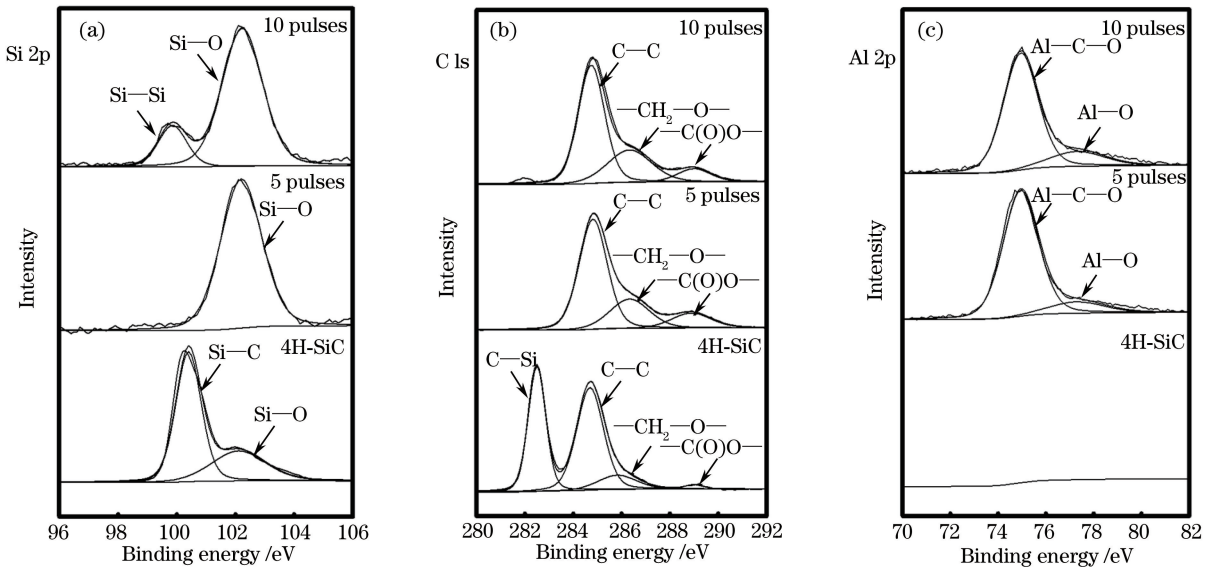 (a)
10 pulses
Si 2p
Si—O
Si—Si
5 pulses
Si—O
4H-SiC
Si—C
Si—O
Intensity
96 98 100 102 104 106
Binding energy /eV
(b)
10 pulses
C 1s
C—C
—CH2—O—
—C(O)O—
5 pulses
C—C
—CH2—O—
—C(O)O—
4H-SiC
C—Si
C—C
—CH2—O—
—C(O)O—
Intensity
280 282 284 286 288 290 292
Binding energy /eV
(c)
10 pulses
Al 2p
Al—C—O
Al—O
5 pulses
Al—C—O
Al—O
4H-SiC
Intensity
70 72 74 76 78 80 82
Binding energy /eV